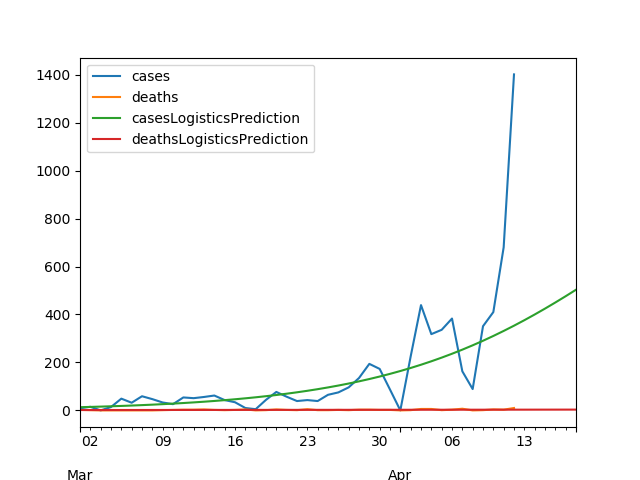 1400
1200
1000
800
600
400
200
0
cases
deaths
casesLogisticsPrediction
deathsLogisticsPrediction
02 09 16 23 30 06 13
Mar Apr